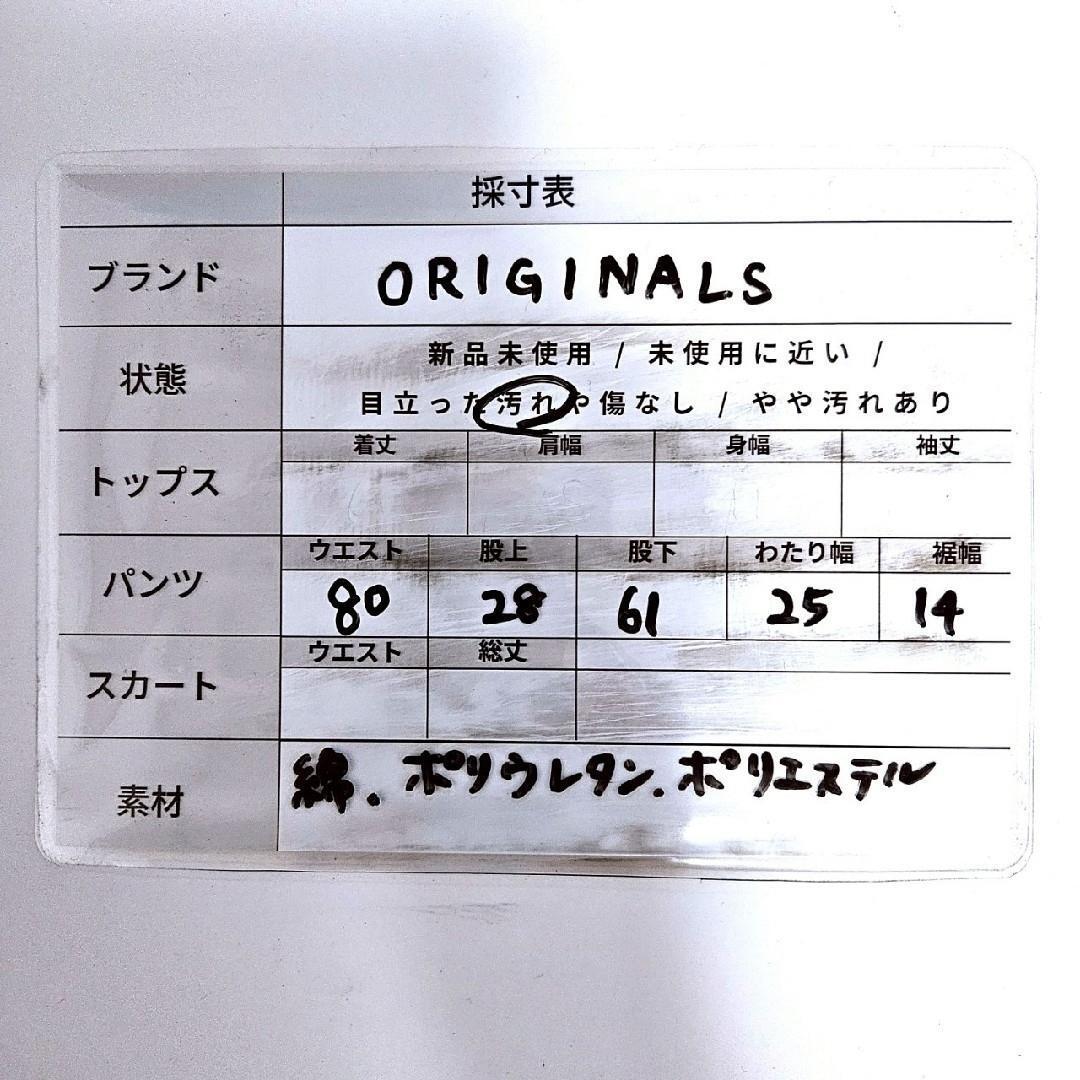 採寸表
ブランド ORIGINALS
状態 新品未使用 / 未使用に近い /
目立った汚れや傷なし / やや汚れあり
トップス 着丈 肩幅 身幅 袖丈
パンツ ウエスト 股上 股下 わたり幅 裾幅
80 28 61 25 14
スカート ウエスト 総丈
素材 綿.ポリウレタン.ポリエステル